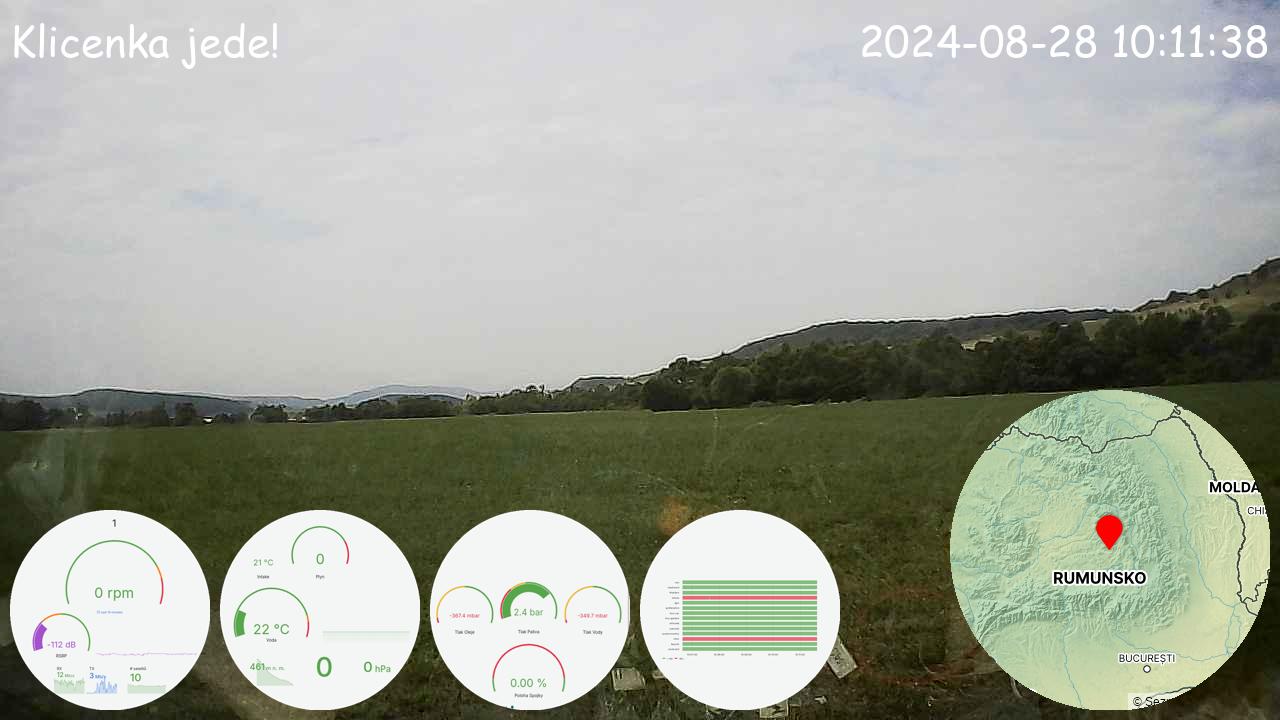 Klicenka jede!
2024-08-28 10:11:38
1
0 rpm
-112 dB
RSRP
RX
TX
# satelitů
12 Mb/s
3 Mb/s
10
21 °C
Intake
0
Plyn
22 °C
Voda
461 m n. m.
0
0 hPa
-367.4 mbar
Tlak Oleje
2.4 bar
Tlak Paliva
-349.7 mbar
Tlak Vody
0.00 %
Poloha Spojky
MOLDA
CHI
RUMUNSKO
BUCUREȘTI
© Sez